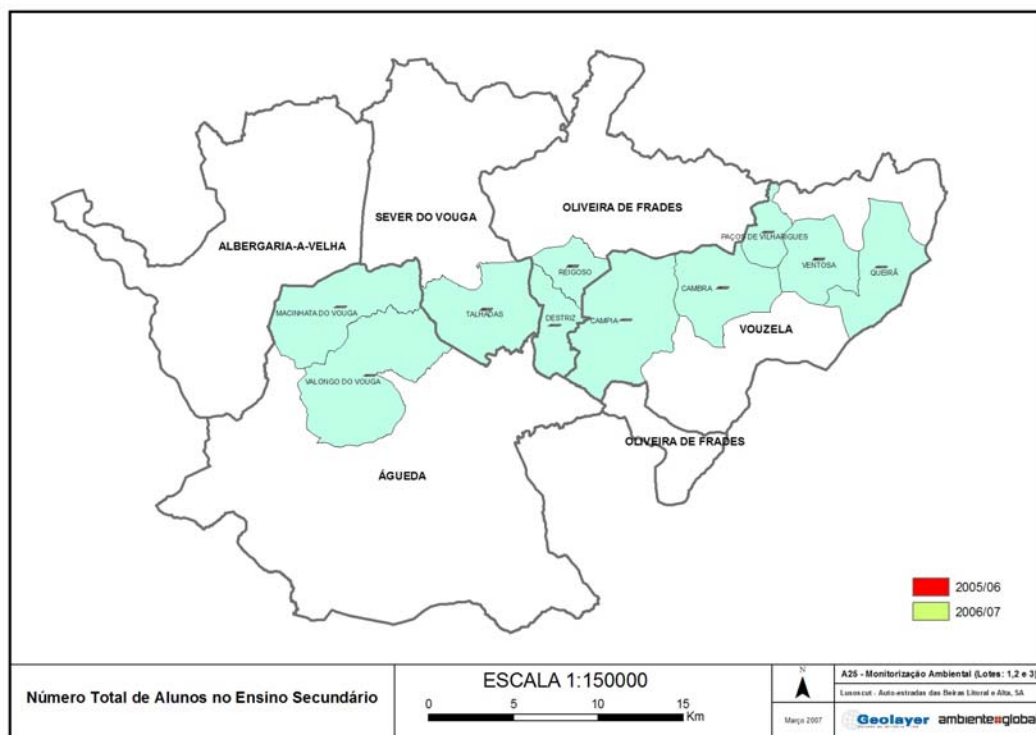 OLIVEIRA DE FRADES
SEVER DO VOUGA
ALBERGARIA-A-VELHA
PAÇOS DE VILHARIGUES
VENTOSA
QUEIRÃ
REIGOSO
CAMBRA
MACINHATA DO VOUGA
TALHADAS
DESTRIZ
CAMPIA
VOUZELA
VALONGO DO VOUGA
OLIVEIRA DE FRADES
ÁGUEDA
2005/06
2006/07
Número Total de Alunos no Ensino Secundário
ESCALA 1:150000
0 5 10 15
Km
N
Março 2007
A25 - Monitorização Ambiental (Lotes: 1,2 e 3)
Lusoscut - Auto-estradas das Beiras Litoral e Alta, SA
Geolayer
ambiente global